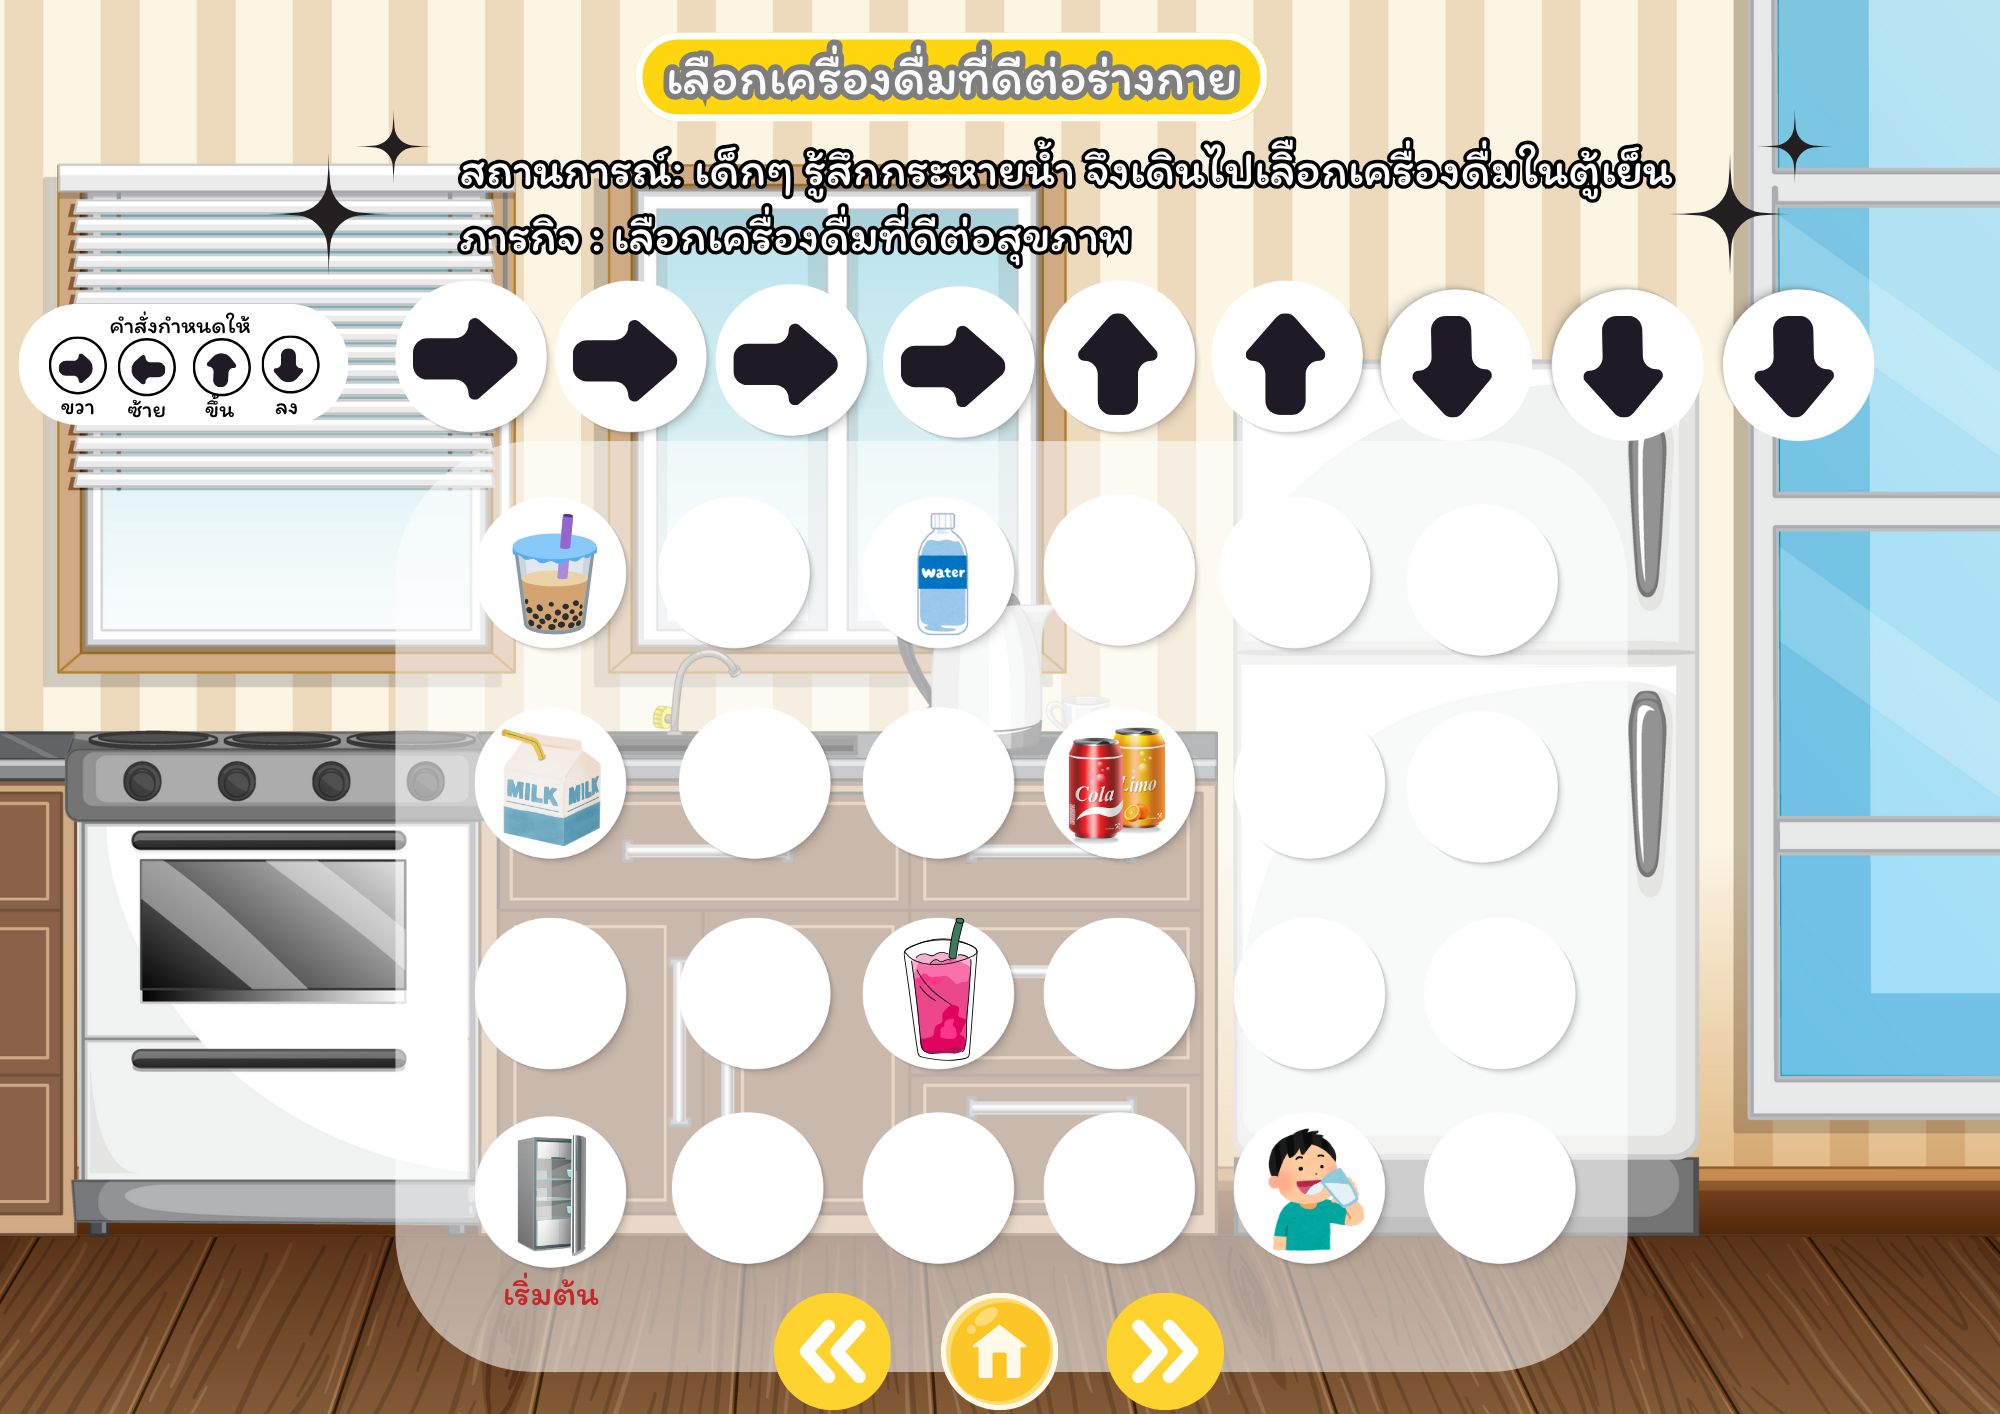 เลือกเครื่องดื่มที่ดีต่อร่างกาย
สถานการณ์: เด็กๆ รู้สึกกระหายน้ำ จึงเดินไปเลือกเครื่องดื่มในตู้เย็น
ภารกิจ : เลือกเครื่องดื่มที่ดีต่อสุขภาพ
คำสั่งกำหนดให้
ขวา ซ้าย ขึ้น ลง
Water
MILK MILK
Cola Limo
เริ่มต้น